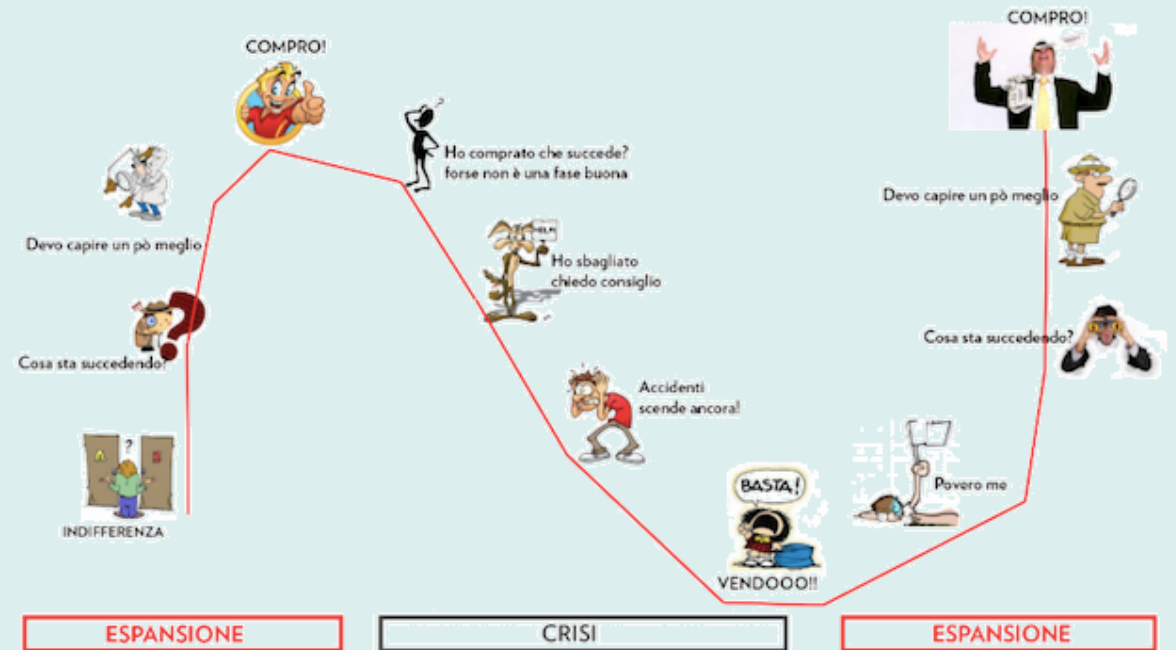 COMPRO!
Devo capire un pò meglio
Cosa sta succedendo?
?
A
B
INDIFFERENZA
?
Ho comprato che succede?
forse non è una fase buona
HELP!
Ho sbagliato
chiedo consiglio
Accidenti
scende ancora!
BASTA!
VENDOOO!!
Povero me
Cosa sta succedendo?
Devo capire un pò meglio
COMPRO!
ESPANSIONE
CRISI
ESPANSIONE